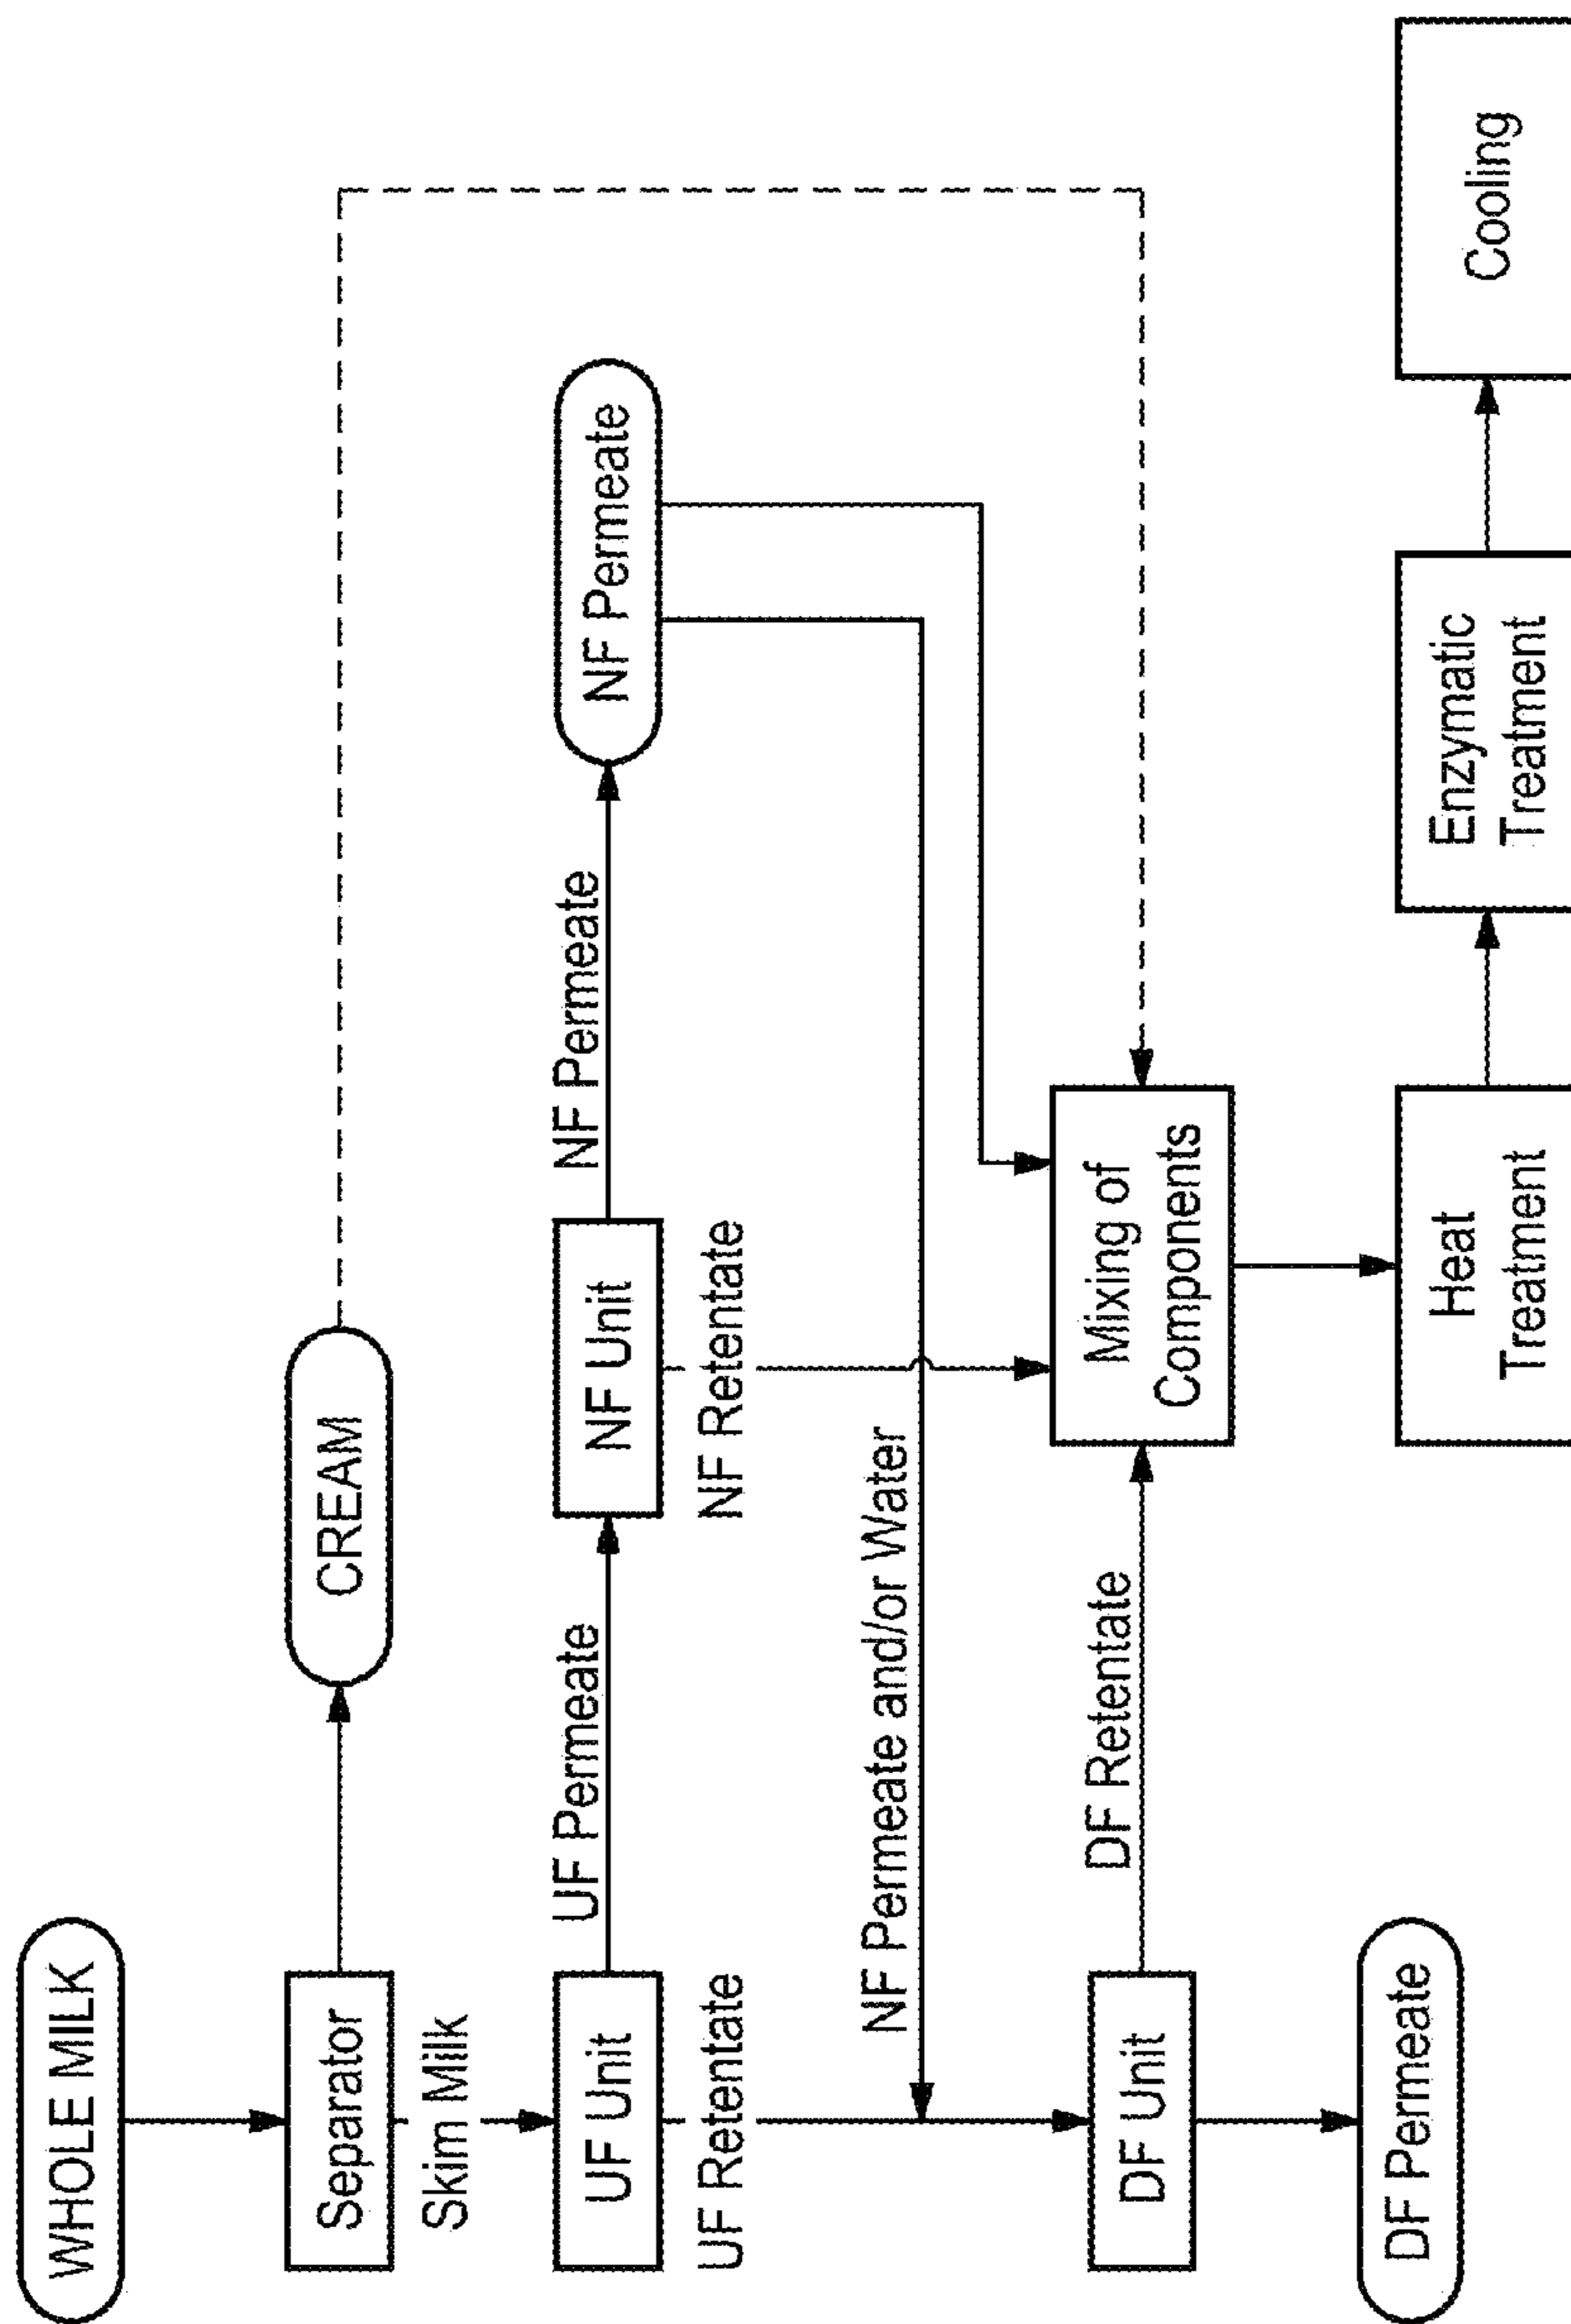 WHOLE MILK
Separator
CREAM
Skim Milk
UF Unit
UF Permeate
NF Unit
NF Permeate
NF Permeate
UF Retentate
NF Retentate
NF Permeate and/or Water
DF Unit
DF Retentate
Mixing of
Components
DF Permeate
Heat
Treatment
Enzymatic
Treatment
Cooling